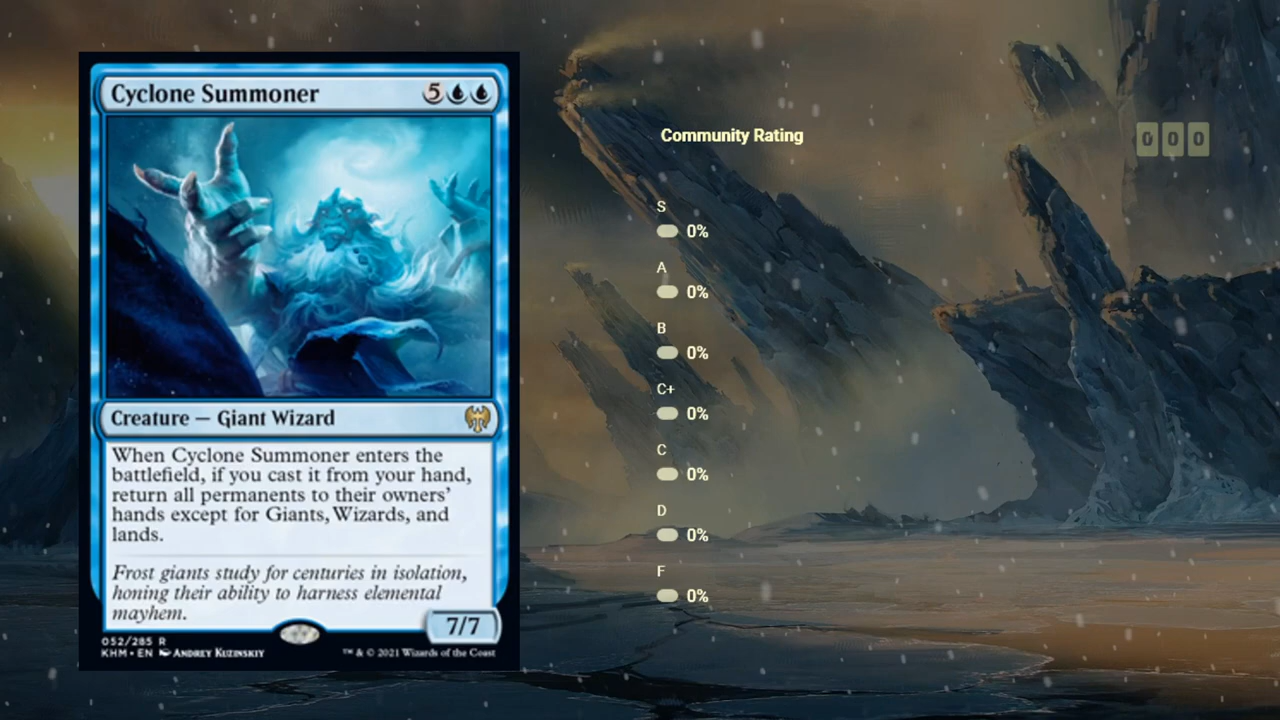 Cyclone Summoner
5
Creature — Giant Wizard
When Cyclone Summoner enters the
battlefield, if you cast it from your hand,
return all permanents to their owners'
hands except for Giants, Wizards, and
lands.
Frost giants study for centuries in isolation,
honing their ability to harness elemental
mayhem.
7/7
052/285 R
KHM • EN Andrey Kuzinskiy
™ & © 2021 Wizards of the Coast
Community Rating
000
S
0%
A
0%
B
0%
C+
0%
C
0%
D
0%
F
0%